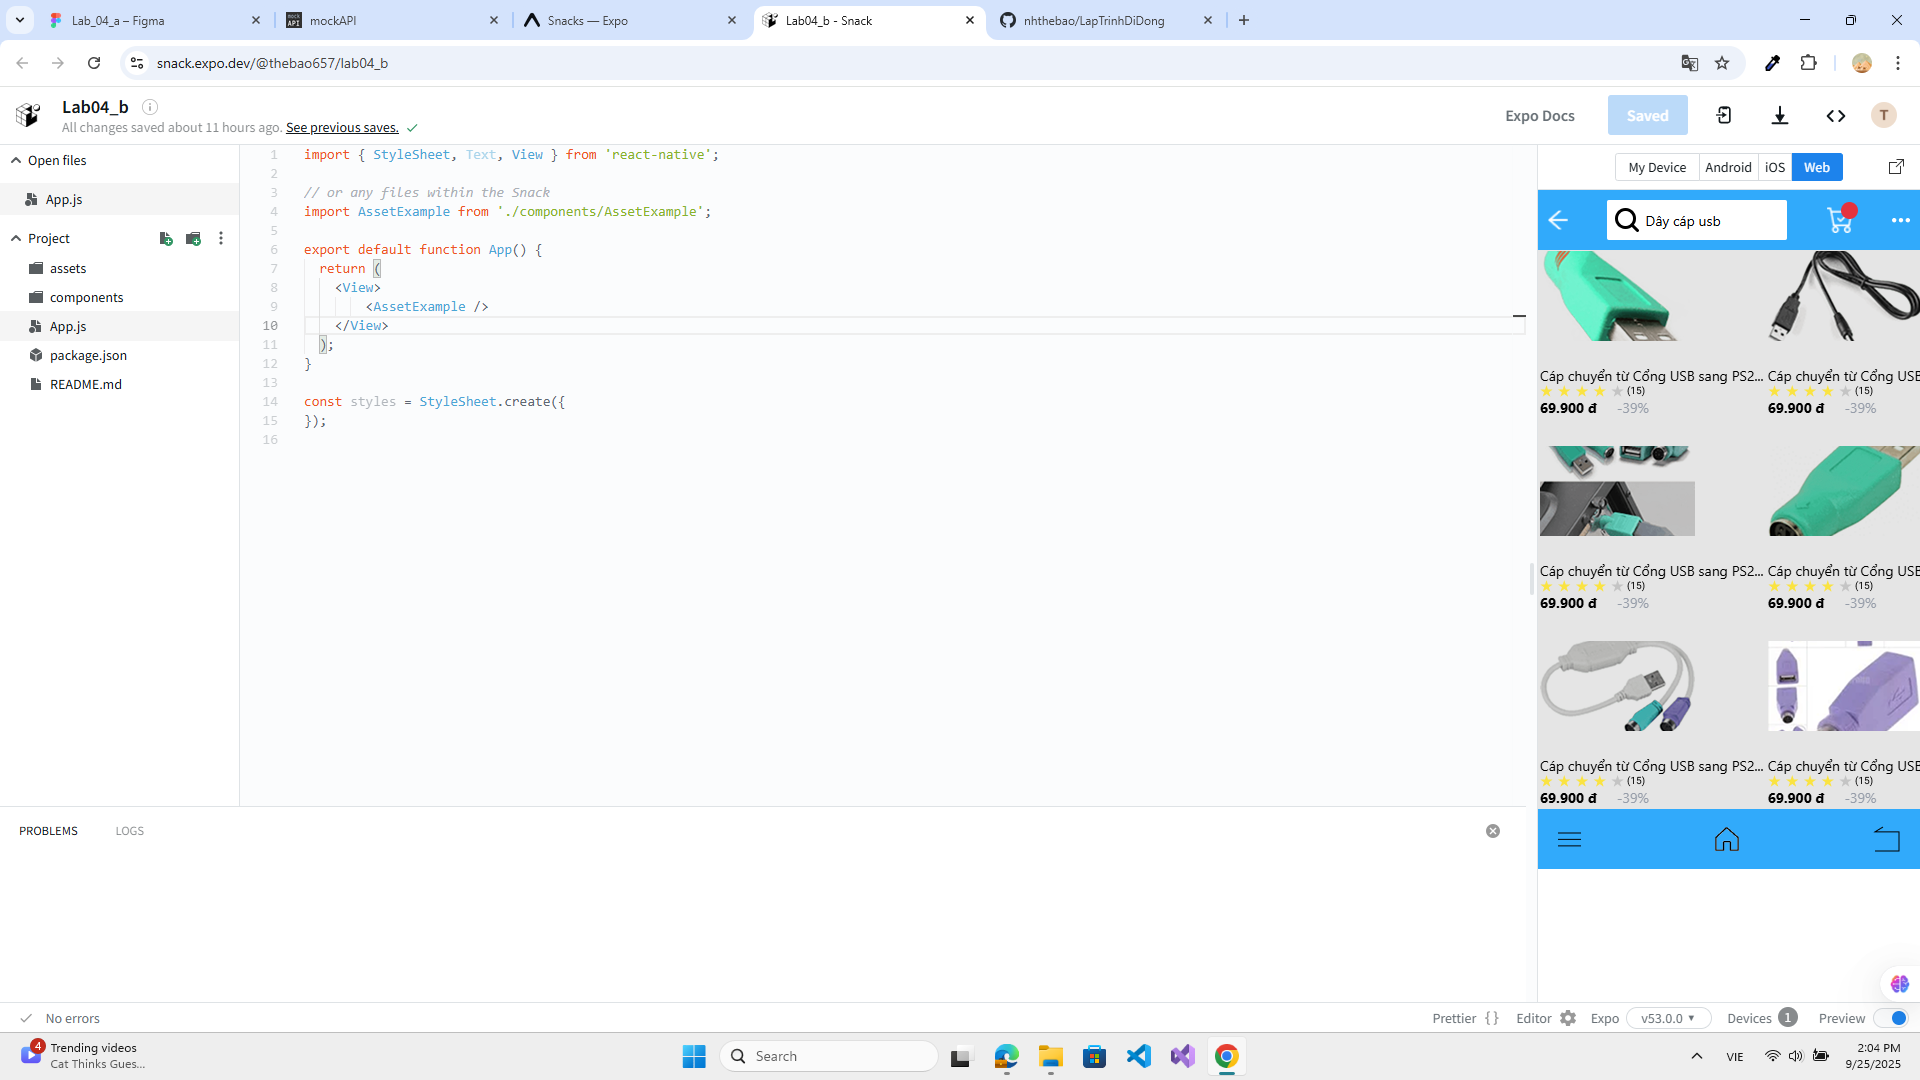 Lab_04_a – Figma
mockAPI
Snacks — Expo
Lab04_b - Snack
nhthebao/LapTrinhDiDong
snack.expo.dev/@thebao657/lab04_b
Lab04_b
All changes saved about 11 hours ago. See previous saves.
Expo Docs
Saved
T
Open files
App.js
Project
assets
components
App.js
package.json
README.md
1 import { StyleSheet, Text, View } from 'react-native';
2
3 // or any files within the Snack
4 import AssetExample from './components/AssetExample';
5
6 export default function App() {
7 return (
8 <View>
9 <AssetExample />
10 </View>
11 );
12 }
13
14 const styles = StyleSheet.create({
15 });
16
My Device Android iOS Web
Dây cáp usb
Cáp chuyển từ Cổng USB sang PS2... Cáp chuyển từ Cổng USB
(15) (15)
69.900 đ -39% 69.900 đ -39%
Cáp chuyển từ Cổng USB sang PS2... Cáp chuyển từ Cổng USB
(15) (15)
69.900 đ -39% 69.900 đ -39%
Cáp chuyển từ Cổng USB sang PS2... Cáp chuyển từ Cổng USB
(15) (15)
69.900 đ -39% 69.900 đ -39%
PROBLEMS LOGS
No errors
Prettier { } Editor Expo v53.0.0 Devices 1 Preview
4
Trending videos
Cat Thinks Gues...
Search
VIE
2:04 PM
9/25/2025